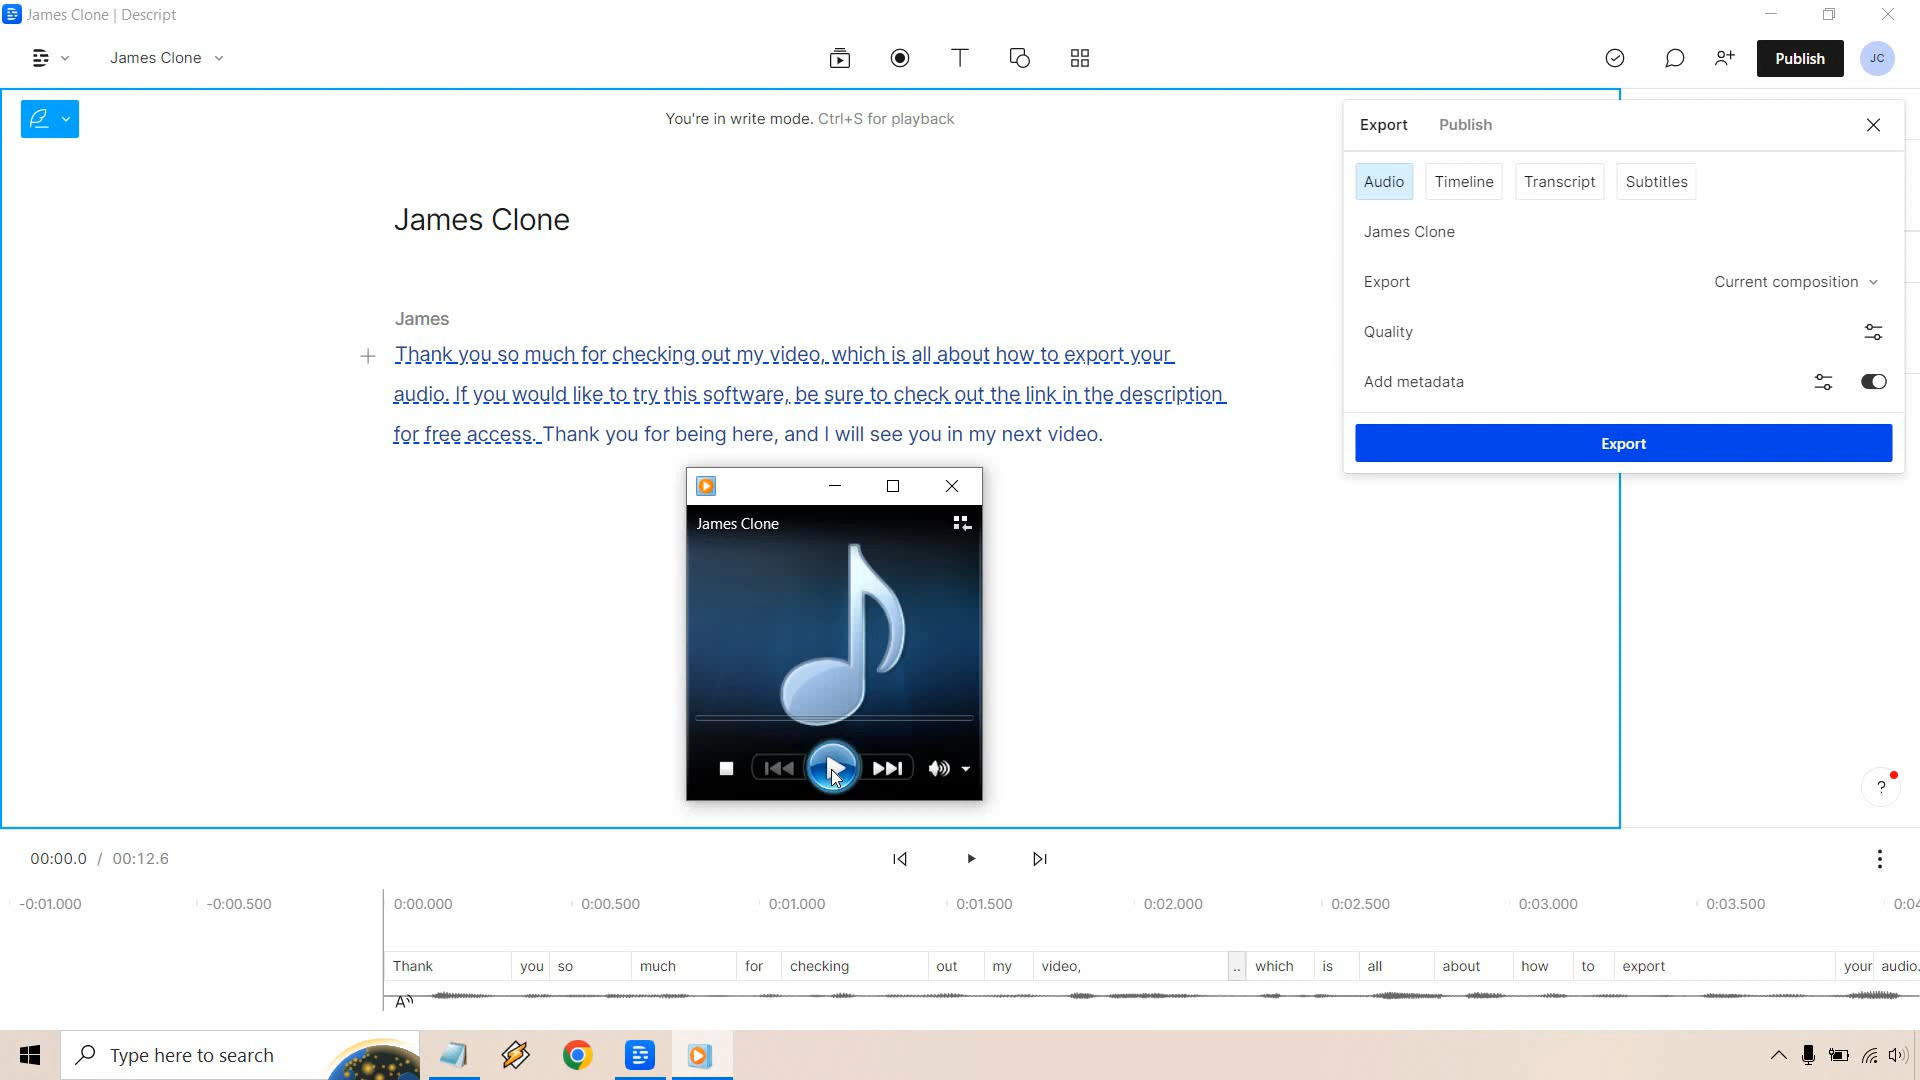 James Clone | Descript
James Clone
Publish
JC
You're in write mode. Ctrl+S for playback
Export Publish
Audio Timeline Transcript Subtitles
James Clone
Export Current composition
Quality
Add metadata
Export
James Clone
James
Thank you so much for checking out my video, which is all about how to export your
audio. If you would like to try this software, be sure to check out the link in the description
for free access. Thank you for being here, and I will see you in my next video.
James Clone
?
00:00.0 / 00:12.6
-0:01.000 -0:00.500 0:00.000 0:00.500 0:01.000 0:01.500 0:02.000 0:02.500 0:03.000 0:03.500 0:04
Thank you so much for checking out my video, .. which is all about how to export your audio.
A
Type here to search